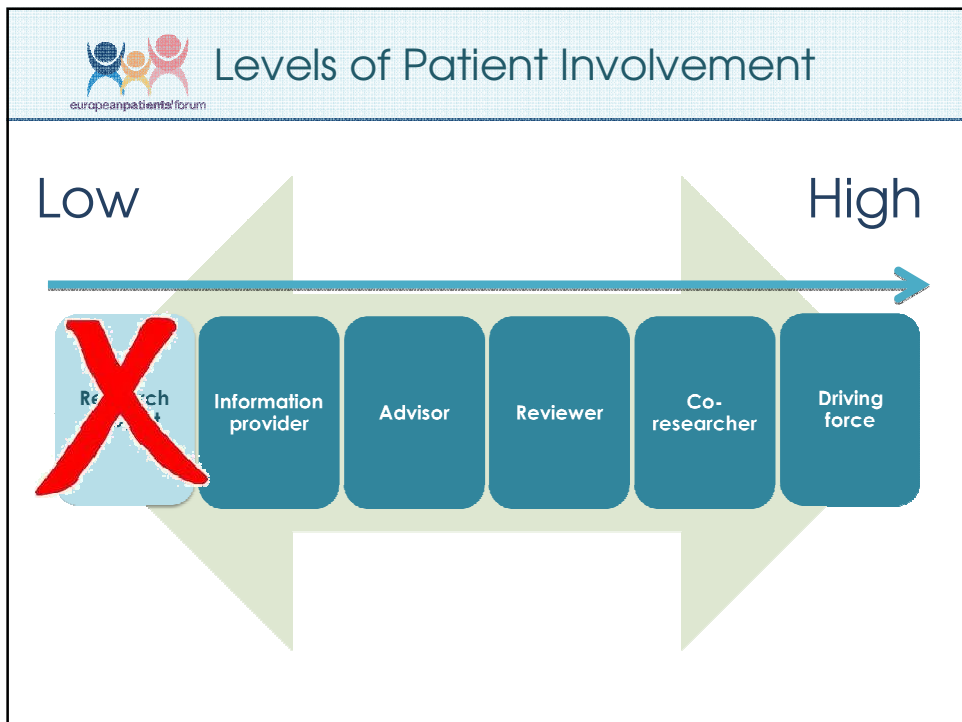 Levels of Patient Involvement
europeanpatients'forum
Low
High
Information
provider
Advisor
Reviewer
Co-
researcher
Driving
force